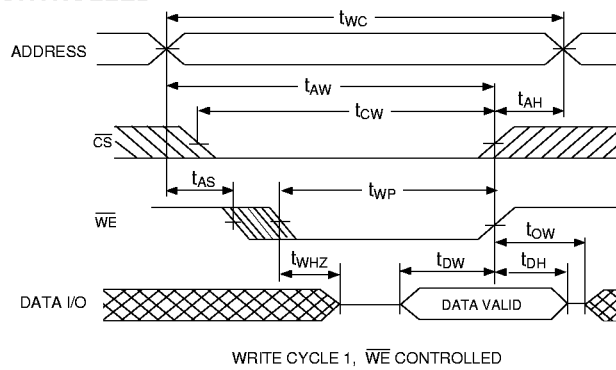 tWC
ADDRESS
tAW
tCW
tAH
CS
tAS
tWP
WE
tOW
tWHZ
tDW
tDH
DATA I/O
DATA VALID
WRITE CYCLE 1, WE CONTROLLED